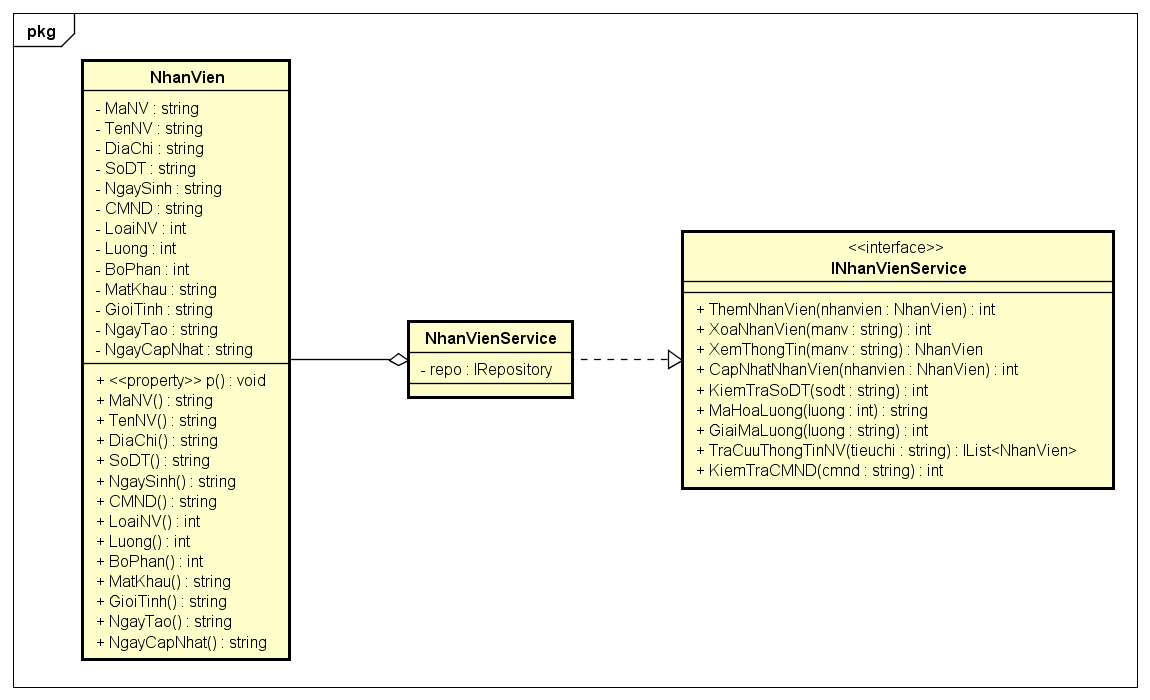 pkg
NhanVien
- MaNV : string
- TenNV : string
- DiaChi : string
- SoDT : string
- NgaySinh : string
- CMND : string
- LoaiNV : int
- Luong : int
- BoPhan : int
- MatKhau : string
- GioiTinh : string
- NgayTao : string
- NgayCapNhat : string
+ <<property>> p() : void
+ MaNV() : string
+ TenNV() : string
+ DiaChi() : string
+ SoDT() : string
+ NgaySinh() : string
+ CMND() : string
+ LoaiNV() : int
+ Luong() : int
+ BoPhan() : int
+ MatKhau() : string
+ GioiTinh() : string
+ NgayTao() : string
+ NgayCapNhat() : string
NhanVienService
- repo : IRepository
<<interface>>
INhanVienService
+ ThemNhanVien(nhanvien : NhanVien) : int
+ XoaNhanVien(manv : string) : int
+ XemThongTin(manv : string) : NhanVien
+ CapNhatNhanVien(nhanvien : NhanVien) : int
+ KiemTraSoDT(sodt : string) : int
+ MaHoaLuong(luong : int) : string
+ GiaiMaLuong(luong : string) : int
+ TraCuuThongTinNV(tieuchi : string) : IList<NhanVien>
+ KiemTraCMND(cmnd : string) : int